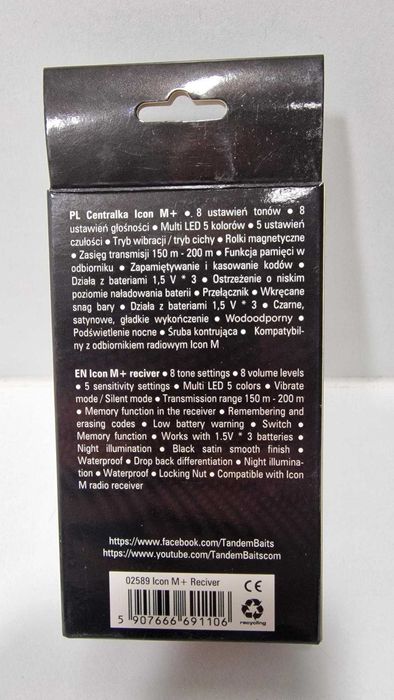 PL Centralka Icon M+ ● 8 ustawień tonów ● 8
ustawień głośności ● Multi LED 5 kolorów ● 5 ustawień
czułości ● Tryb wibracji / tryb cichy ● Rolki magnetyczne
● Zasięg transmisji 150 m - 200 m ● Funkcja pamięci w
odbiorniku ● Zapamiętywanie i kasowanie kodów ●
Działa z bateriami 1,5 V * 3 ● Ostrzeżenie o niskim
poziomie naładowania baterii ● Przełącznik ● Wkręcane
snag bary ● Działa z bateriami 1,5V * 3 ● Czarne,
satynowe, gładkie wykończenie ● Wodoodporny ●
Podświetlenie nocne ● Śruba kontrująca ● Kompatybil-
ny z odbiornikiem radiowym Icon M
EN Icon M+ reciver ● 8 tone settings ● 8 volume levels
● 5 sensitivity settings ● Multi LED 5 colors ● Vibrate
mode / Silent mode ● Transmission range 150 m - 200 m
● Memory function in the receiver ● Remembering and
erasing codes ● Low battery warning ● Switch ●
Memory function ● Works with 1.5V * 3 batteries ●
Night illumination ● Black satin smooth finish ●
Waterproof ● Drop back differentiation ● Night illumina-
tion ● Waterproof ● Locking Nut ● Compatible with Icon
M radio receiver
https://www.facebook.com/TandemBaits
https://www.youtube.com/TandemBaitscom
02589 Icon M+ Reciver
CE
5 907666 691106
recycling